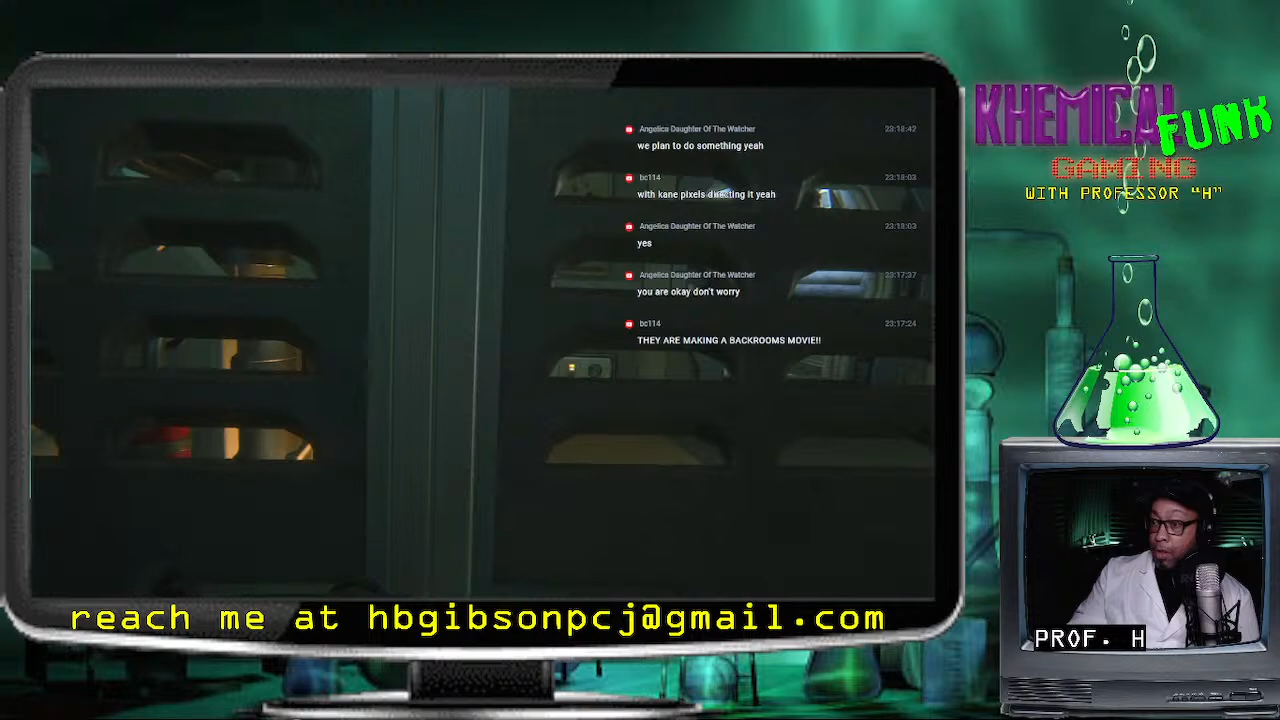 Angelica Daughter Of The Watcher 23:18:42
we plan to do something yeah
bc114 23:18:03
with kane pixels directing it yeah
Angelica Daughter Of The Watcher 23:18:03
yes
Angelica Daughter Of The Watcher 23:17:37
you are okay don't worry
bc114 23:17:24
THEY ARE MAKING A BACKROOMS MOVIE!!
KHEMICAL
FUNK
GAMING
WITH PROFESSOR “H”
PROF. H
reach me at hbgibsonpcj@gmail.com